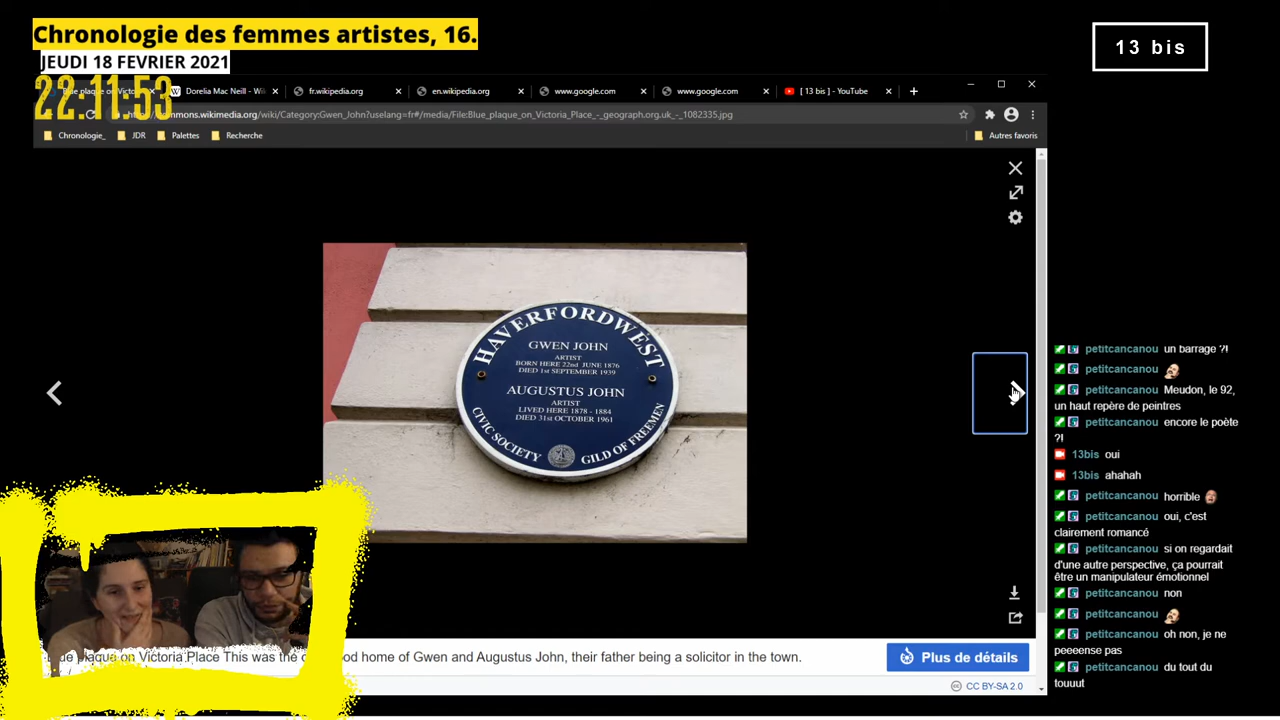 Chronologie des femmes artistes, 16.
JEUDI 18 FEVRIER 2021
22:11:53
13 bis
Dorelia Mac Neill - Wi
fr.wikipedia.org
en.wikipedia.org
www.google.com
www.google.com
[ 13 bis ] - YouTube
commons.wikimedia.org/wiki/Category:Gwen_John?uselang=fr#/media/File:Blue_plaque_on_Victoria_Place_-_geograph.org.uk_-_1082335.jpg
Chronologie_
JDR
Palettes
Recherche
Autres favoris
HAVERFORDWEST
GWEN JOHN
ARTIST
BORN HERE 22nd JUNE 1876
DIED 1st SEPTEMBER 1939
AUGUSTUS JOHN
ARTIST
LIVED HERE 1878 - 1884
DIED 31st OCTOBER 1961
CIVIC SOCIETY
GILD OF FREEMEN
Blue plaque on Victoria Place This was the
home of Gwen and Augustus John, their father being a solicitor in the town.
Plus de détails
CC BY-SA 2.0
petitcancanou un barrage ?!
petitcancanou
petitcancanou Meudon, le 92,
un haut repère de peintres
petitcancanou encore le poète
?!
13bis oui
13bis ahahah
petitcancanou horrible
petitcancanou oui, c'est
clairement romancé
petitcancanou si on regardait
d'une autre perspective, ça pourrait
être un manipulateur émotionnel
petitcancanou non
petitcancanou
petitcancanou oh non, je ne
peeeense pas
petitcancanou du tout du
touuut